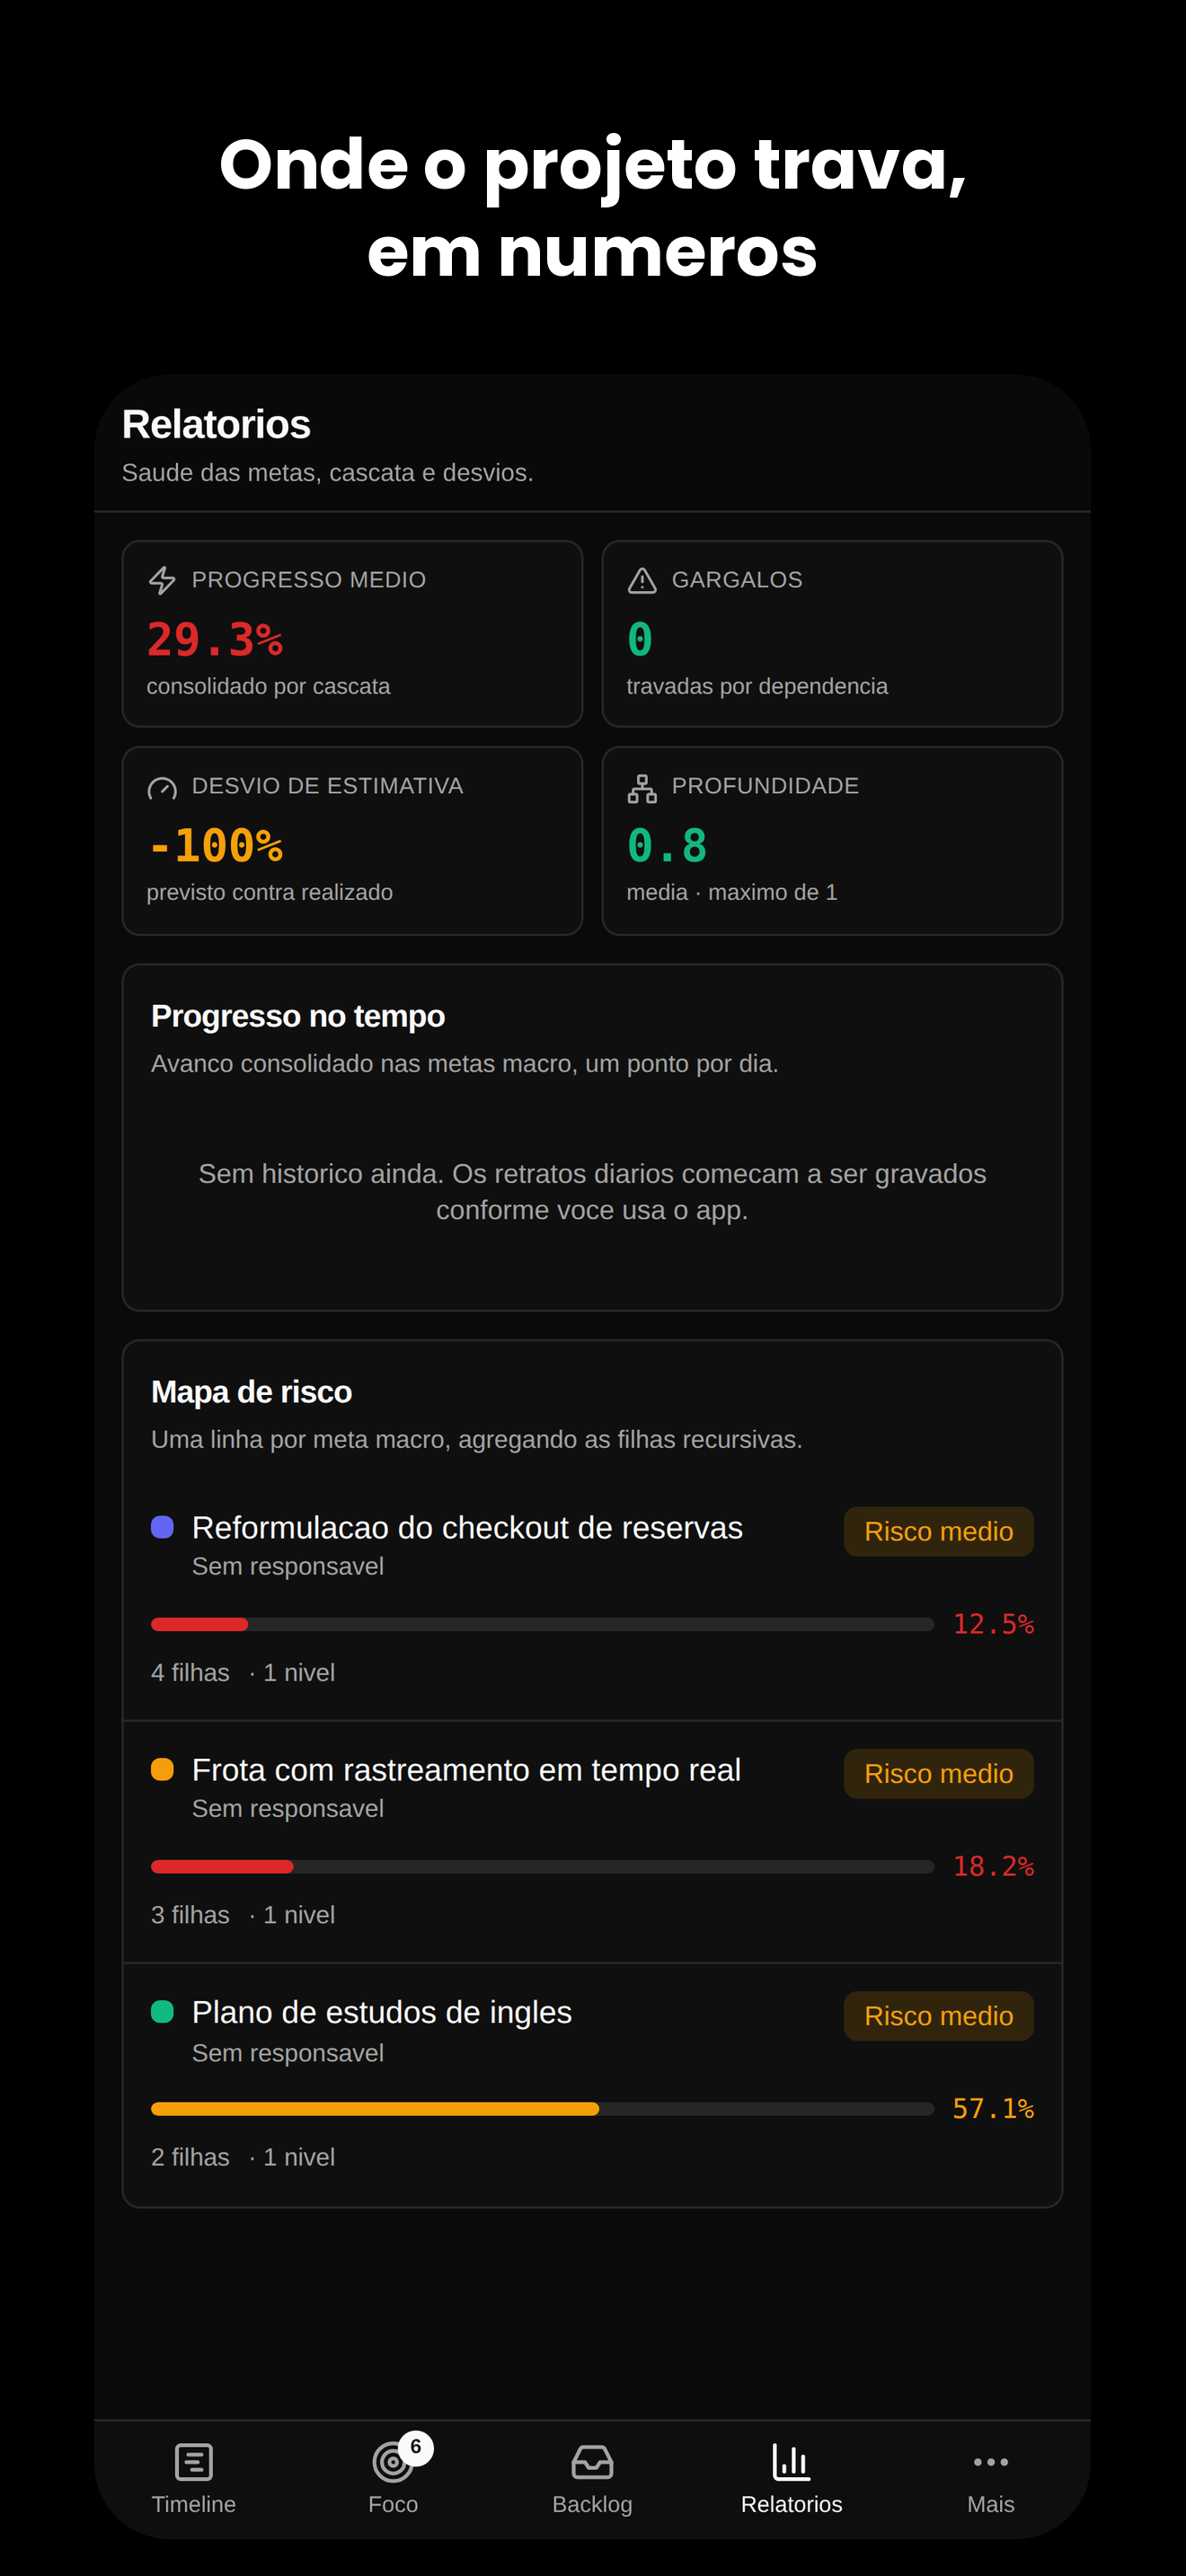 Onde o projeto trava,
em numeros
Relatorios
Saude das metas, cascata e desvios.
PROGRESSO MEDIO
29.3%
consolidado por cascata
GARGALOS
0
travadas por dependencia
DESVIO DE ESTIMATIVA
-100%
previsto contra realizado
PROFUNDIDADE
0.8
media · maximo de 1
Progresso no tempo
Avanco consolidado nas metas macro, um ponto por dia.
Sem historico ainda. Os retratos diarios comecam a ser gravados
conforme voce usa o app.
Mapa de risco
Uma linha por meta macro, agregando as filhas recursivas.
Reformulacao do checkout de reservas
Risco medio
Sem responsavel
12.5%
4 filhas · 1 nivel
Frota com rastreamento em tempo real
Risco medio
Sem responsavel
18.2%
3 filhas · 1 nivel
Plano de estudos de ingles
Risco medio
Sem responsavel
57.1%
2 filhas · 1 nivel
6
Timeline
Foco
Backlog
Relatorios
Mais